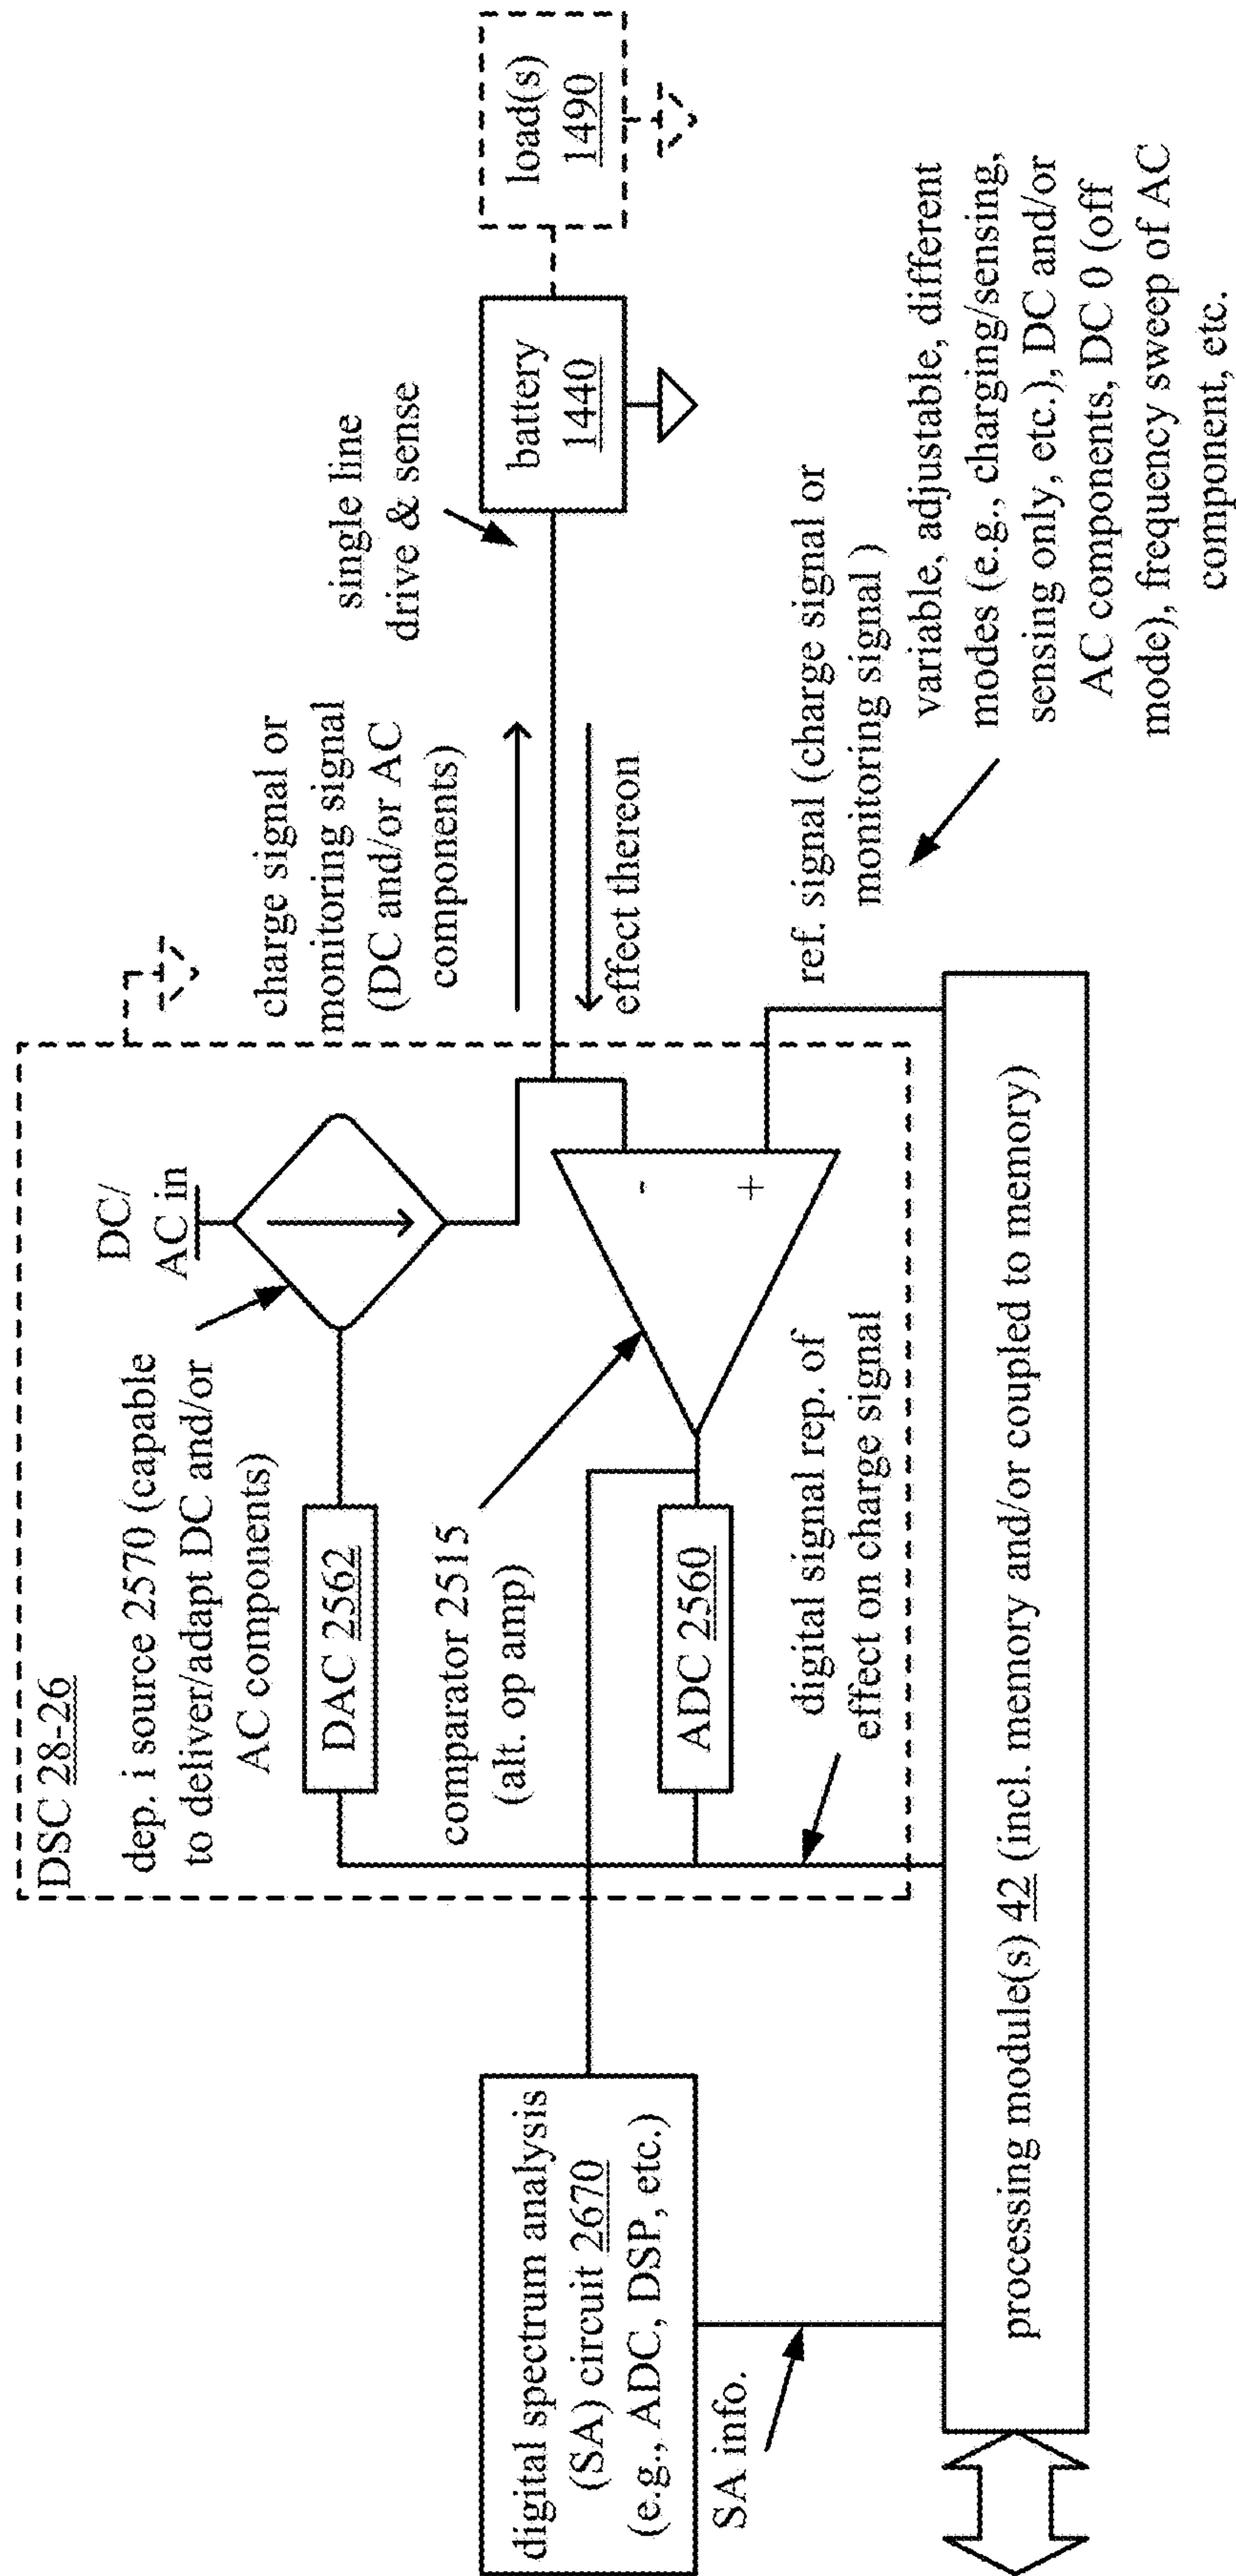 DSC 28-26
dep. i source 2570 (capable
to deliver/adapt DC and/or
AC components)
DC/
AC in
DAC 2562
comparator 2515
(alt. op amp)
-
+
ADC 2560
digital signal rep. of
effect on charge signal
charge signal or
monitoring signal
(DC and/or AC
components)
effect thereon
single line
drive & sense
battery
1440
load(s)
1490
ref. signal (charge signal or
monitoring signal )
variable, adjustable, different
modes (e.g., charging/sensing,
sensing only, etc.), DC and/or
AC components, DC 0 (off
mode), frequency sweep of AC
component, etc.
digital spectrum analysis
(SA) circuit 2670
(e.g., ADC, DSP, etc.)
SA info.
processing module(s) 42 (incl. memory and/or coupled to memory)